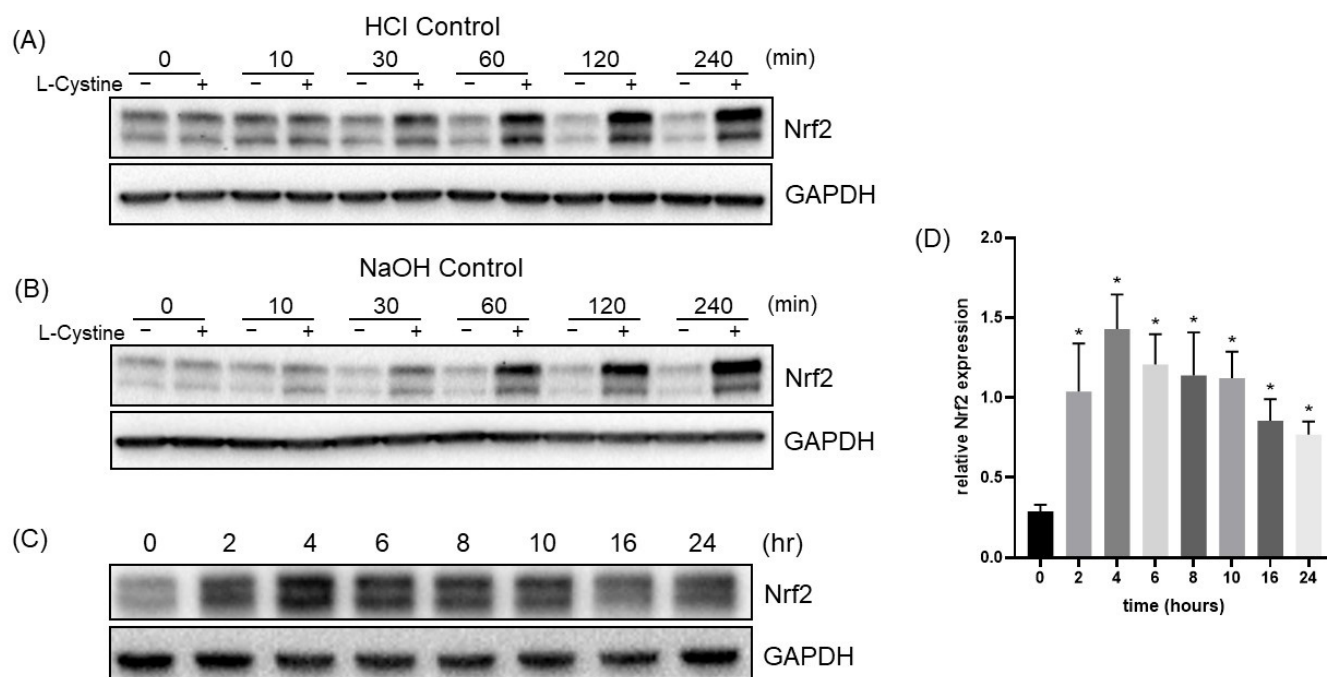 (A)
HCl Control
0 10 30 60 120 240 (min)
L-Cystine − + − + − + − + − + − +
Nrf2
GAPDH
(B)
NaOH Control
0 10 30 60 120 240 (min)
L-Cystine − + − + − + − + − + − +
Nrf2
GAPDH
(C)
0 2 4 6 8 10 16 24 (hr)
Nrf2
GAPDH
(D)
relative Nrf2 expression
2.0
1.5
1.0
0.5
0.0
* * * * * * *
0 2 4 6 8 10 16 24
time (hours)